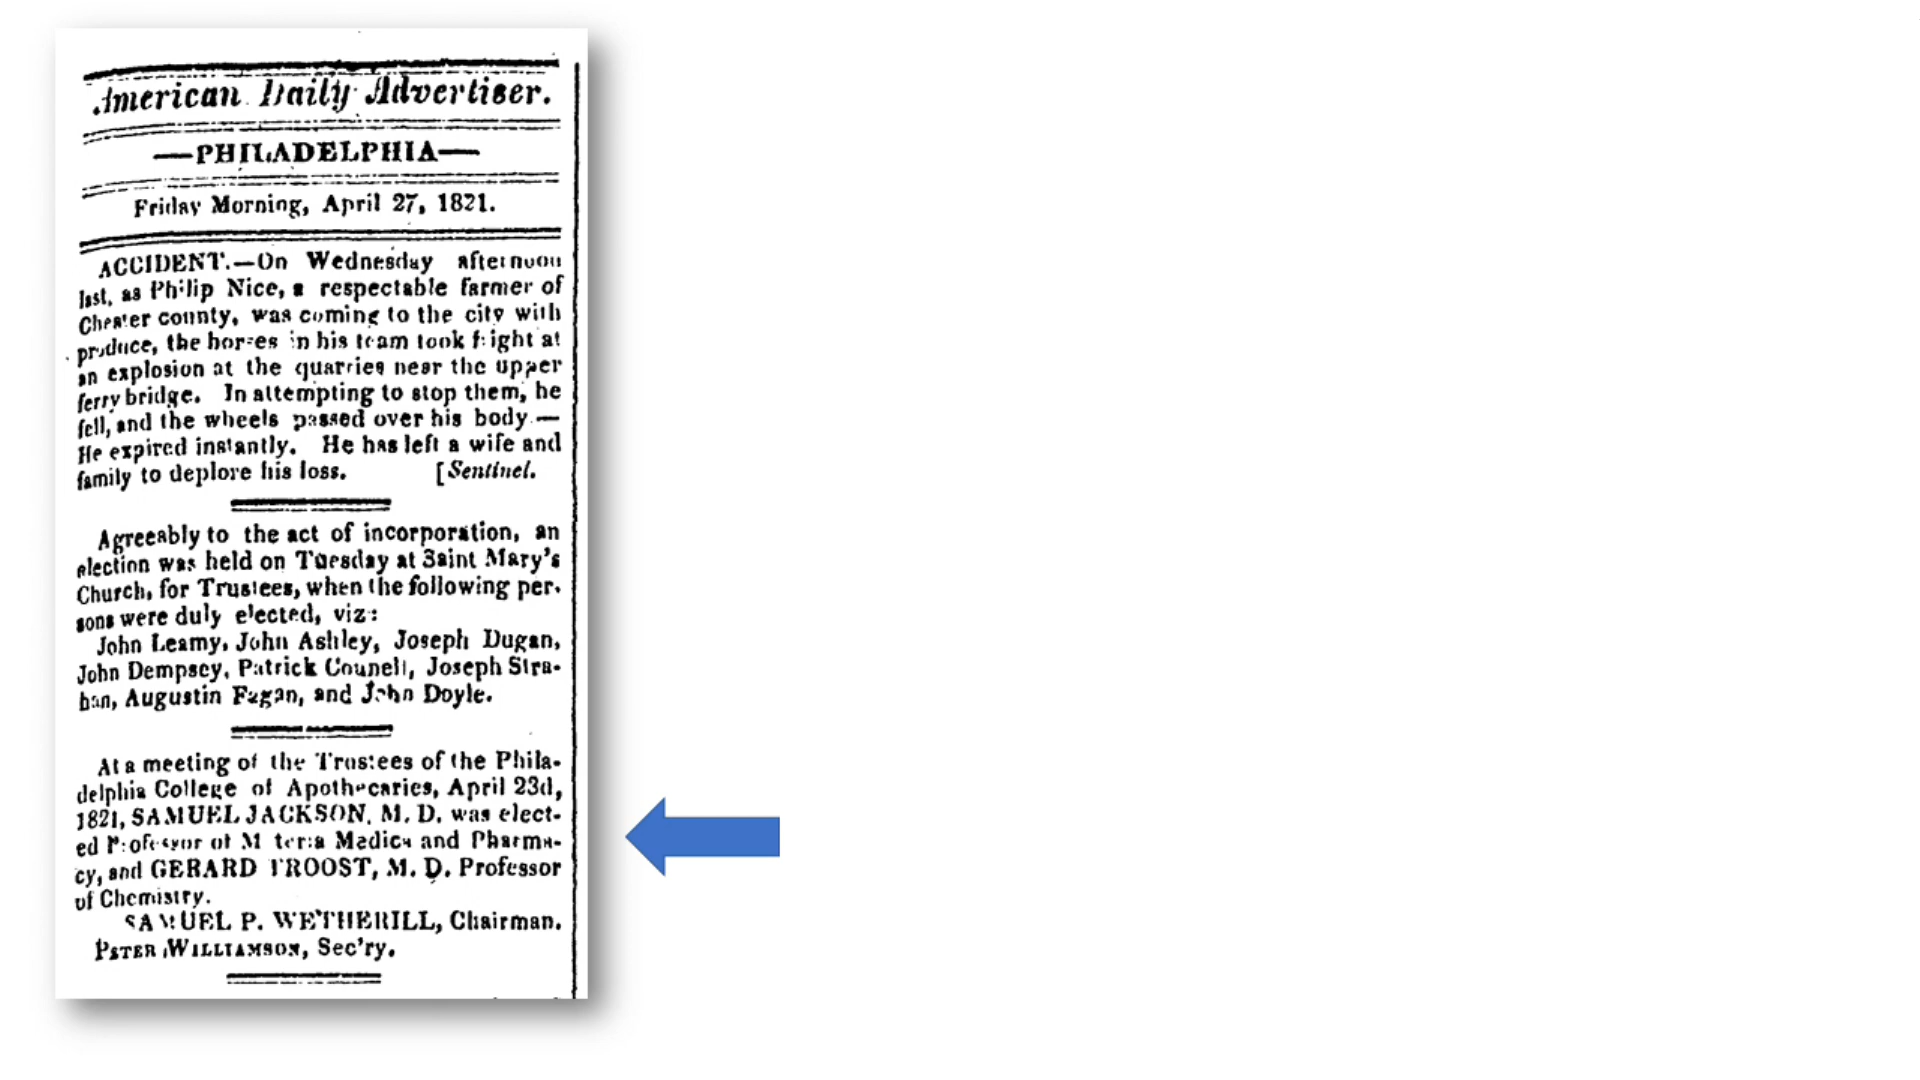 American Daily Advertiser.
—PHILADELPHIA—
Friday Morning, April 27, 1821.
ACCIDENT.—On Wednesday afternoon
last, as Philip Nice, a respectable farmer of
Chester county, was coming to the city with
produce, the horses in his team took fright at
an explosion at the quarries near the upper
ferry bridge. In attempting to stop them, he
fell, and the wheels passed over his body.—
He expired instantly. He has left a wife and
family to deplore his loss. [Sentinel.
Agreeably to the act of incorporation, an
election was held on Tuesday at Saint Mary's
Church, for Trustees, when the following per-
sons were duly elected, viz:
John Leamy, John Ashley, Joseph Dugan,
John Dempsey, Patrick Counell, Joseph Stra-
han, Augustin Fagan, and John Doyle.
At a meeting of the Trustees of the Phila-
delphia College of Apothecaries, April 23d,
1821, SAMUEL JACKSON, M. D. was elect-
ed Professor of Materia Medica and Pharma-
cy, and GERARD TROOST, M. D. Professor
of Chemistry.
SAMUEL P. WETHERILL, Chairman.
PETER WILLIAMSON, Sec'ry.